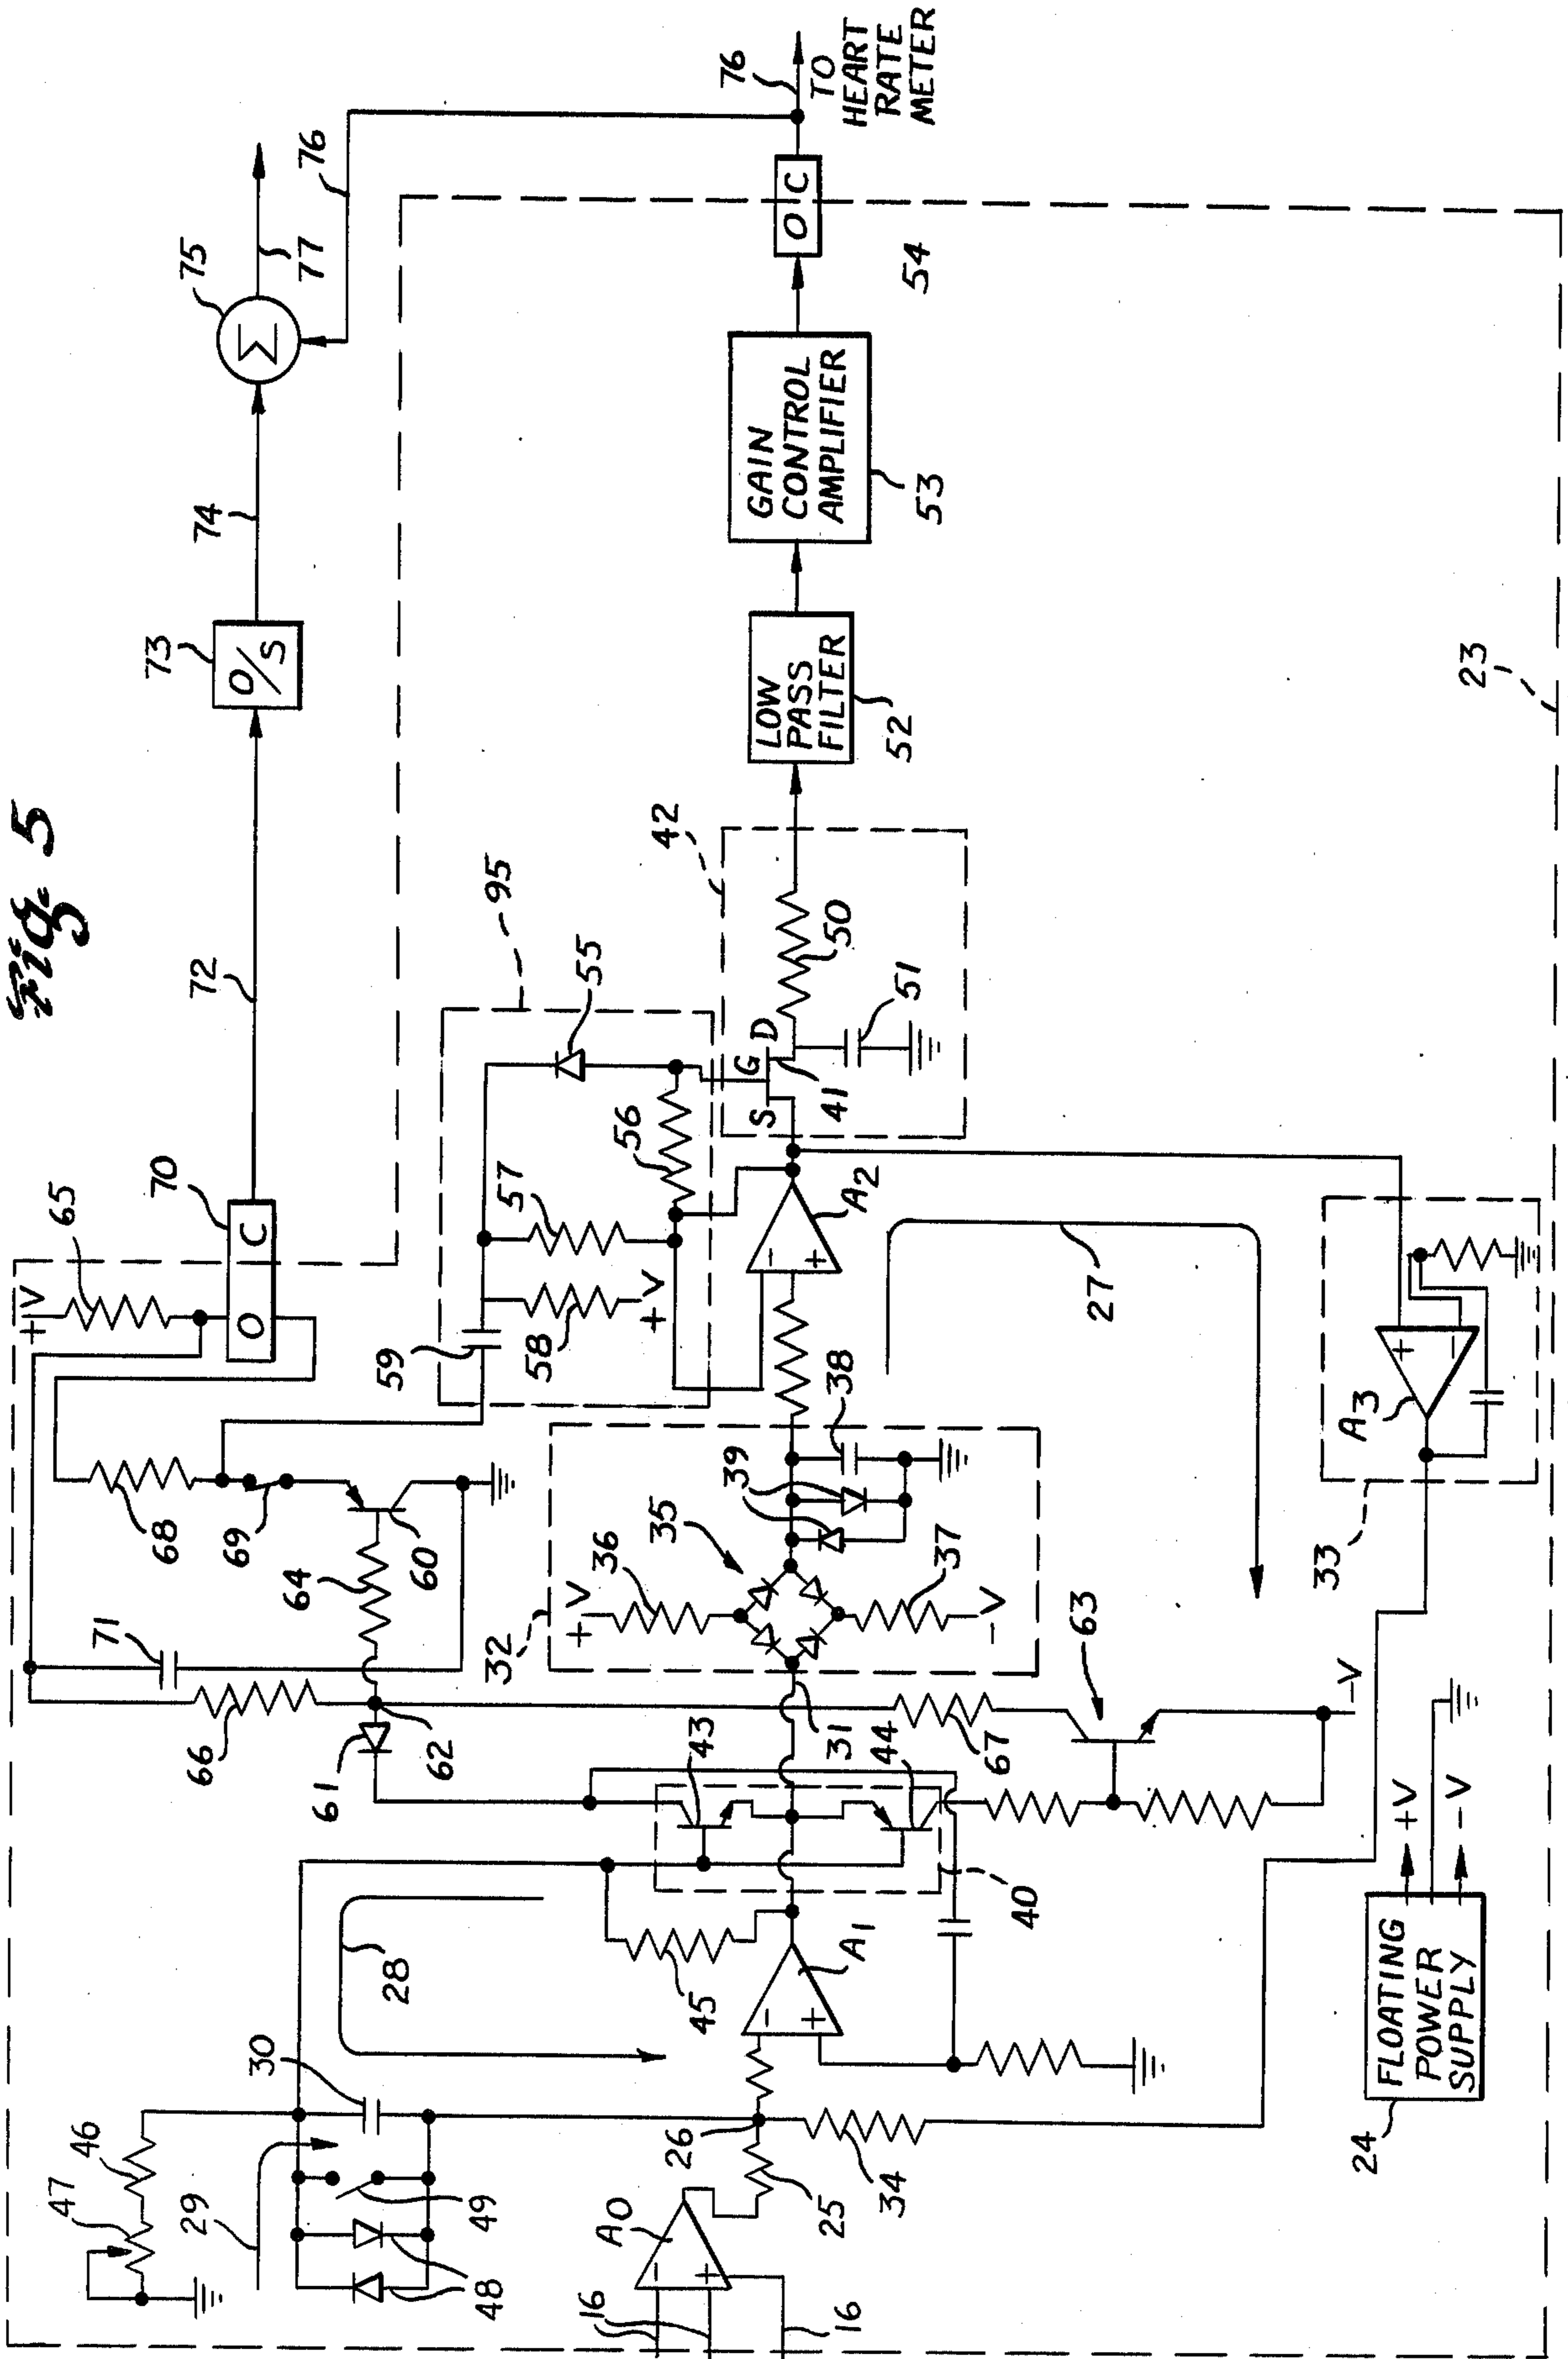 Fig. 5
72
70
O C
65
+V
73
O/S
74
75
Σ
77
76
76
TO
HEART
RATE
METER
O C
54
GAIN
CONTROL
AMPLIFIER
53
LOW
PASS
FILTER
52
42
50
51
S
G
D
41
95
55
56
57
58
+V
59
A2
+
-
27
23
33
A3
+
-
68
69
60
64
71
66
61
62
32
+V
36
35
37
-V
39
38
31
67
63
-V
43
44
40
45
A1
-
+
28
30
46
47
29
49
48
26
25
34
A0
-
+
16
16
24
FLOATING
POWER
SUPPLY
+V
-V